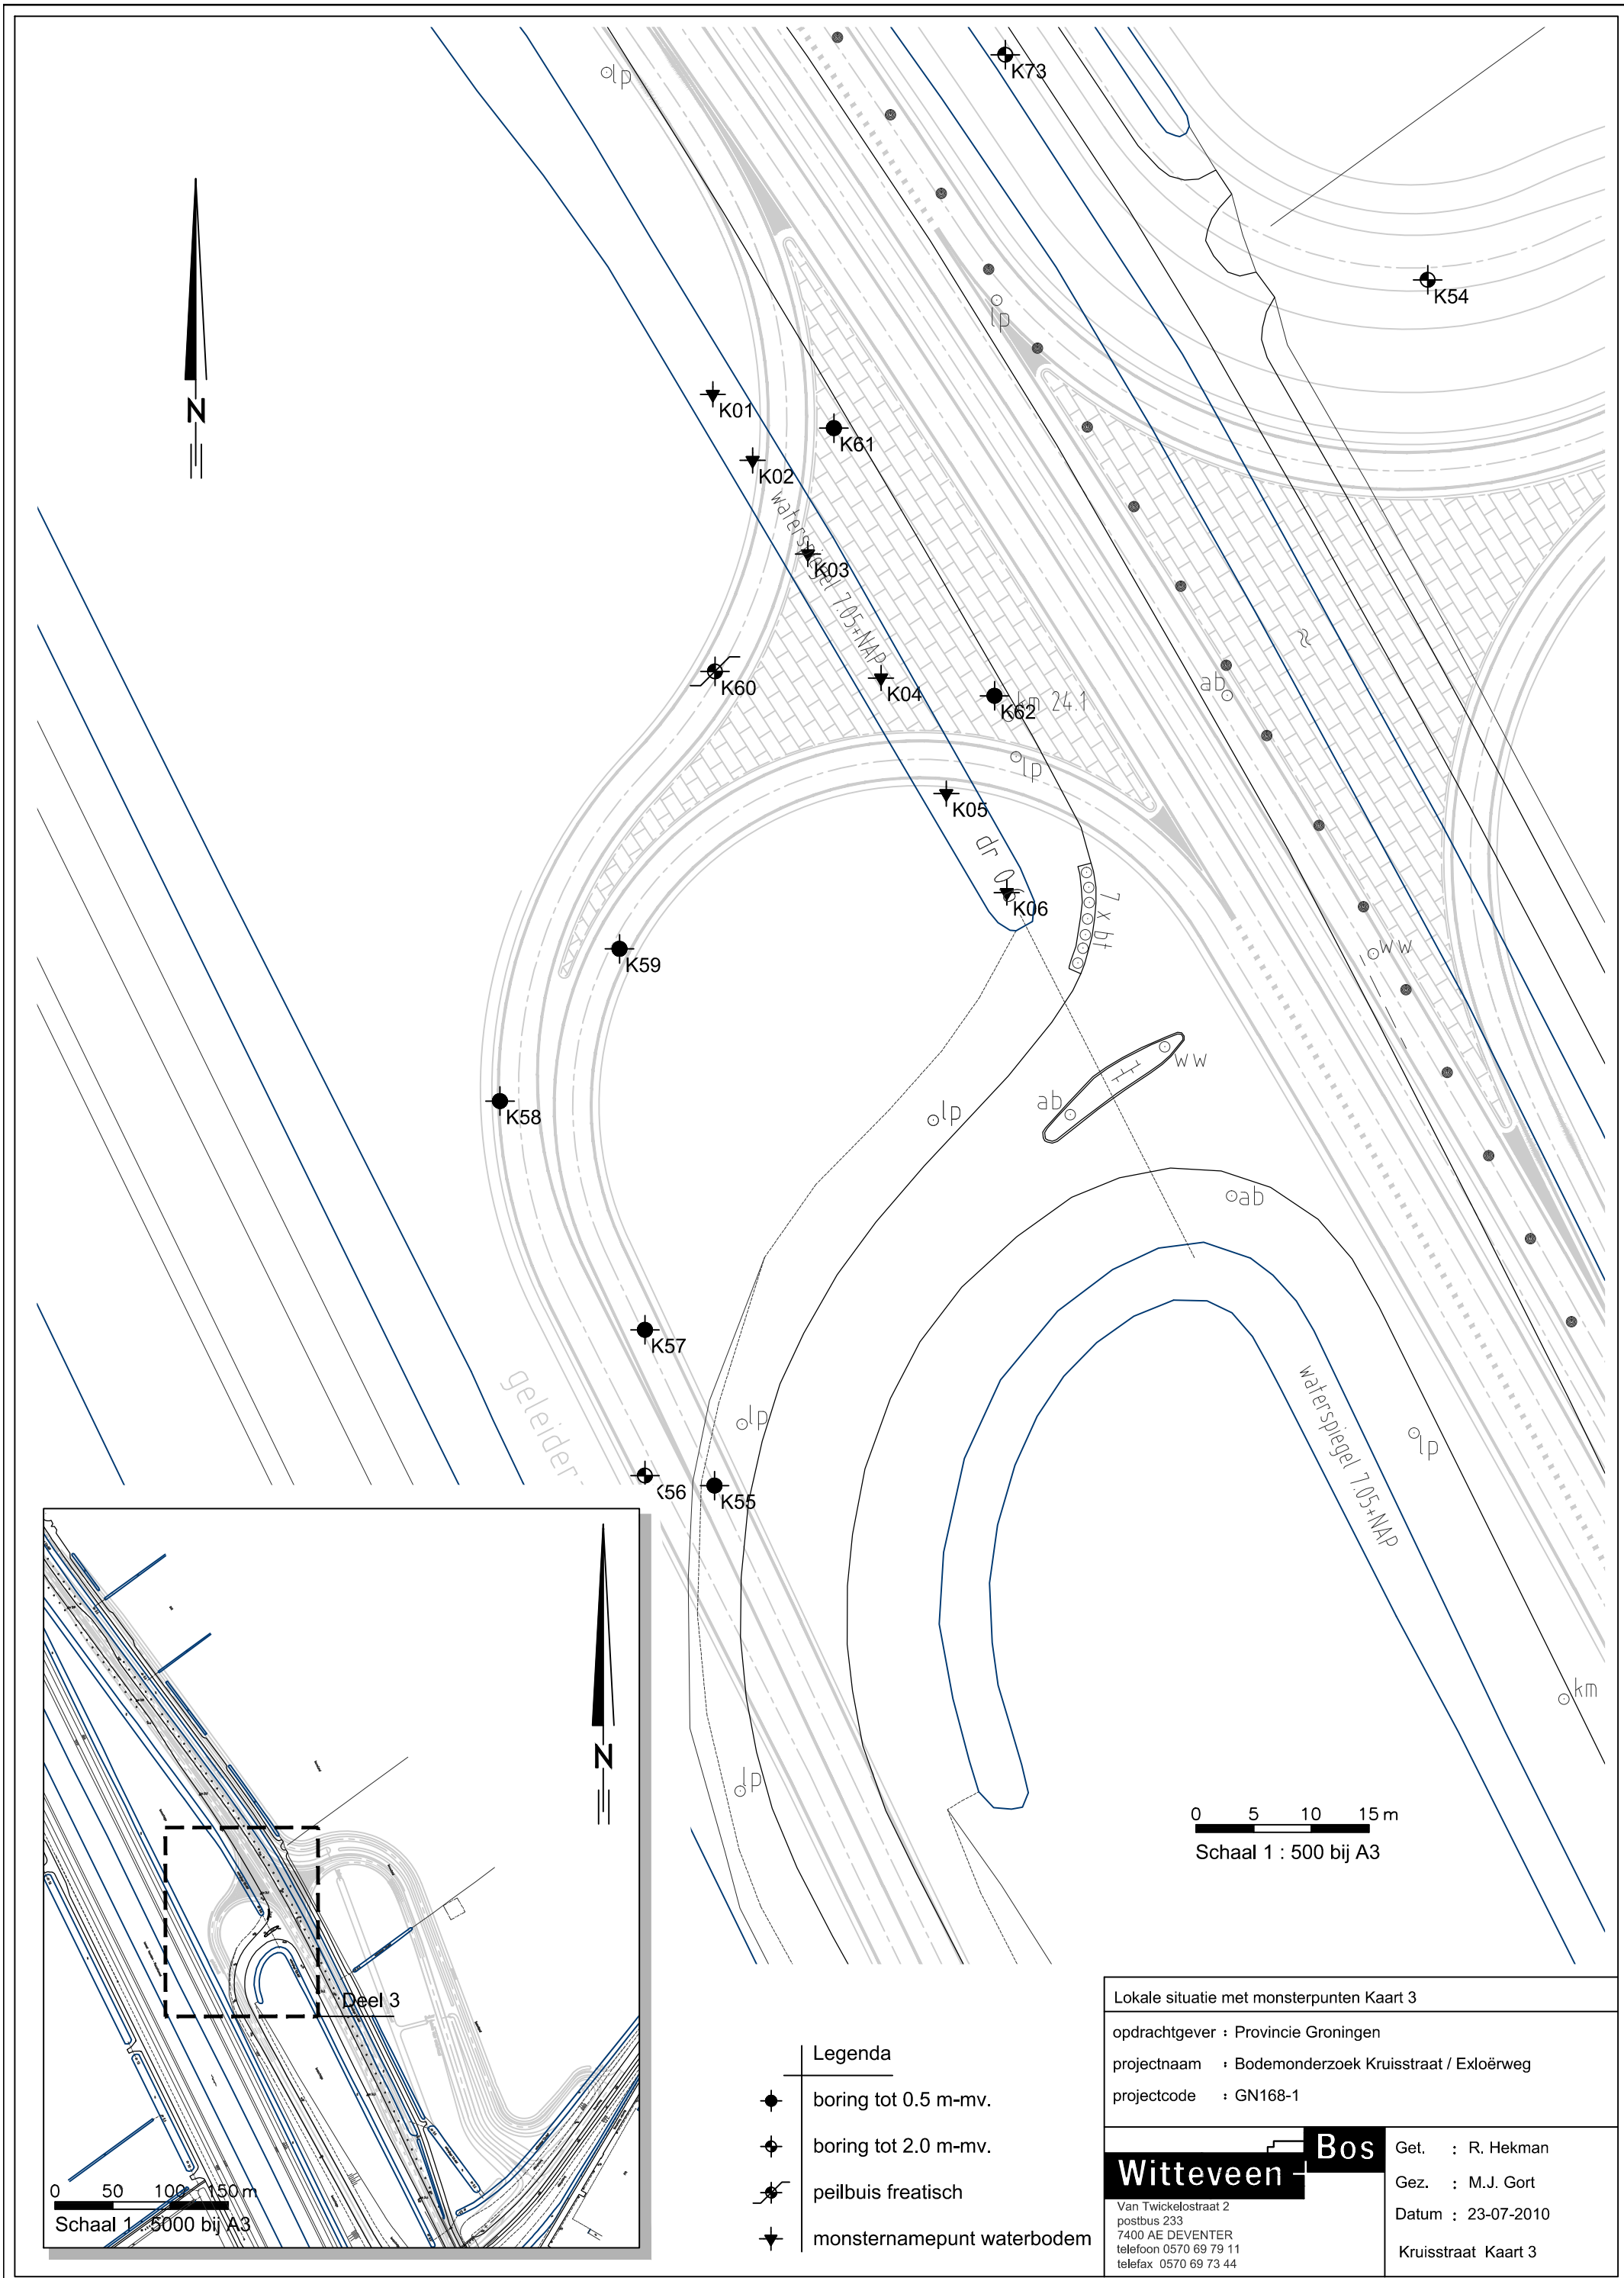 lp
K73
K54
lp
N
K01
K61
K02
waterspiegel 7.05+NAP
K03
K60
K04
ab
K62
km 24.1
lp
K05
dr
K06
7 x bt
ww
K59
ww
ab
lp
K58
ab
K57
geleider
waterspiegel 7.05+NAP
lp
lp
K56
K55
km
lp
N
0 5 10 15 m
Schaal 1 : 500 bij A3
Deel 3
0 50 100 150 m
Schaal 1 : 5000 bij A3
Legenda
boring tot 0.5 m-mv.
boring tot 2.0 m-mv.
peilbuis freatisch
monsternamepunt waterbodem
Lokale situatie met monsterpunten Kaart 3
opdrachtgever : Provincie Groningen
projectnaam : Bodemonderzoek Kruisstraat / Exloërweg
projectcode : GN168-1
Witteveen+Bos
Van Twickelostraat 2
postbus 233
7400 AE DEVENTER
telefoon 0570 69 79 11
telefax 0570 69 73 44
Get. : R. Hekman
Gez. : M.J. Gort
Datum : 23-07-2010
Kruisstraat Kaart 3